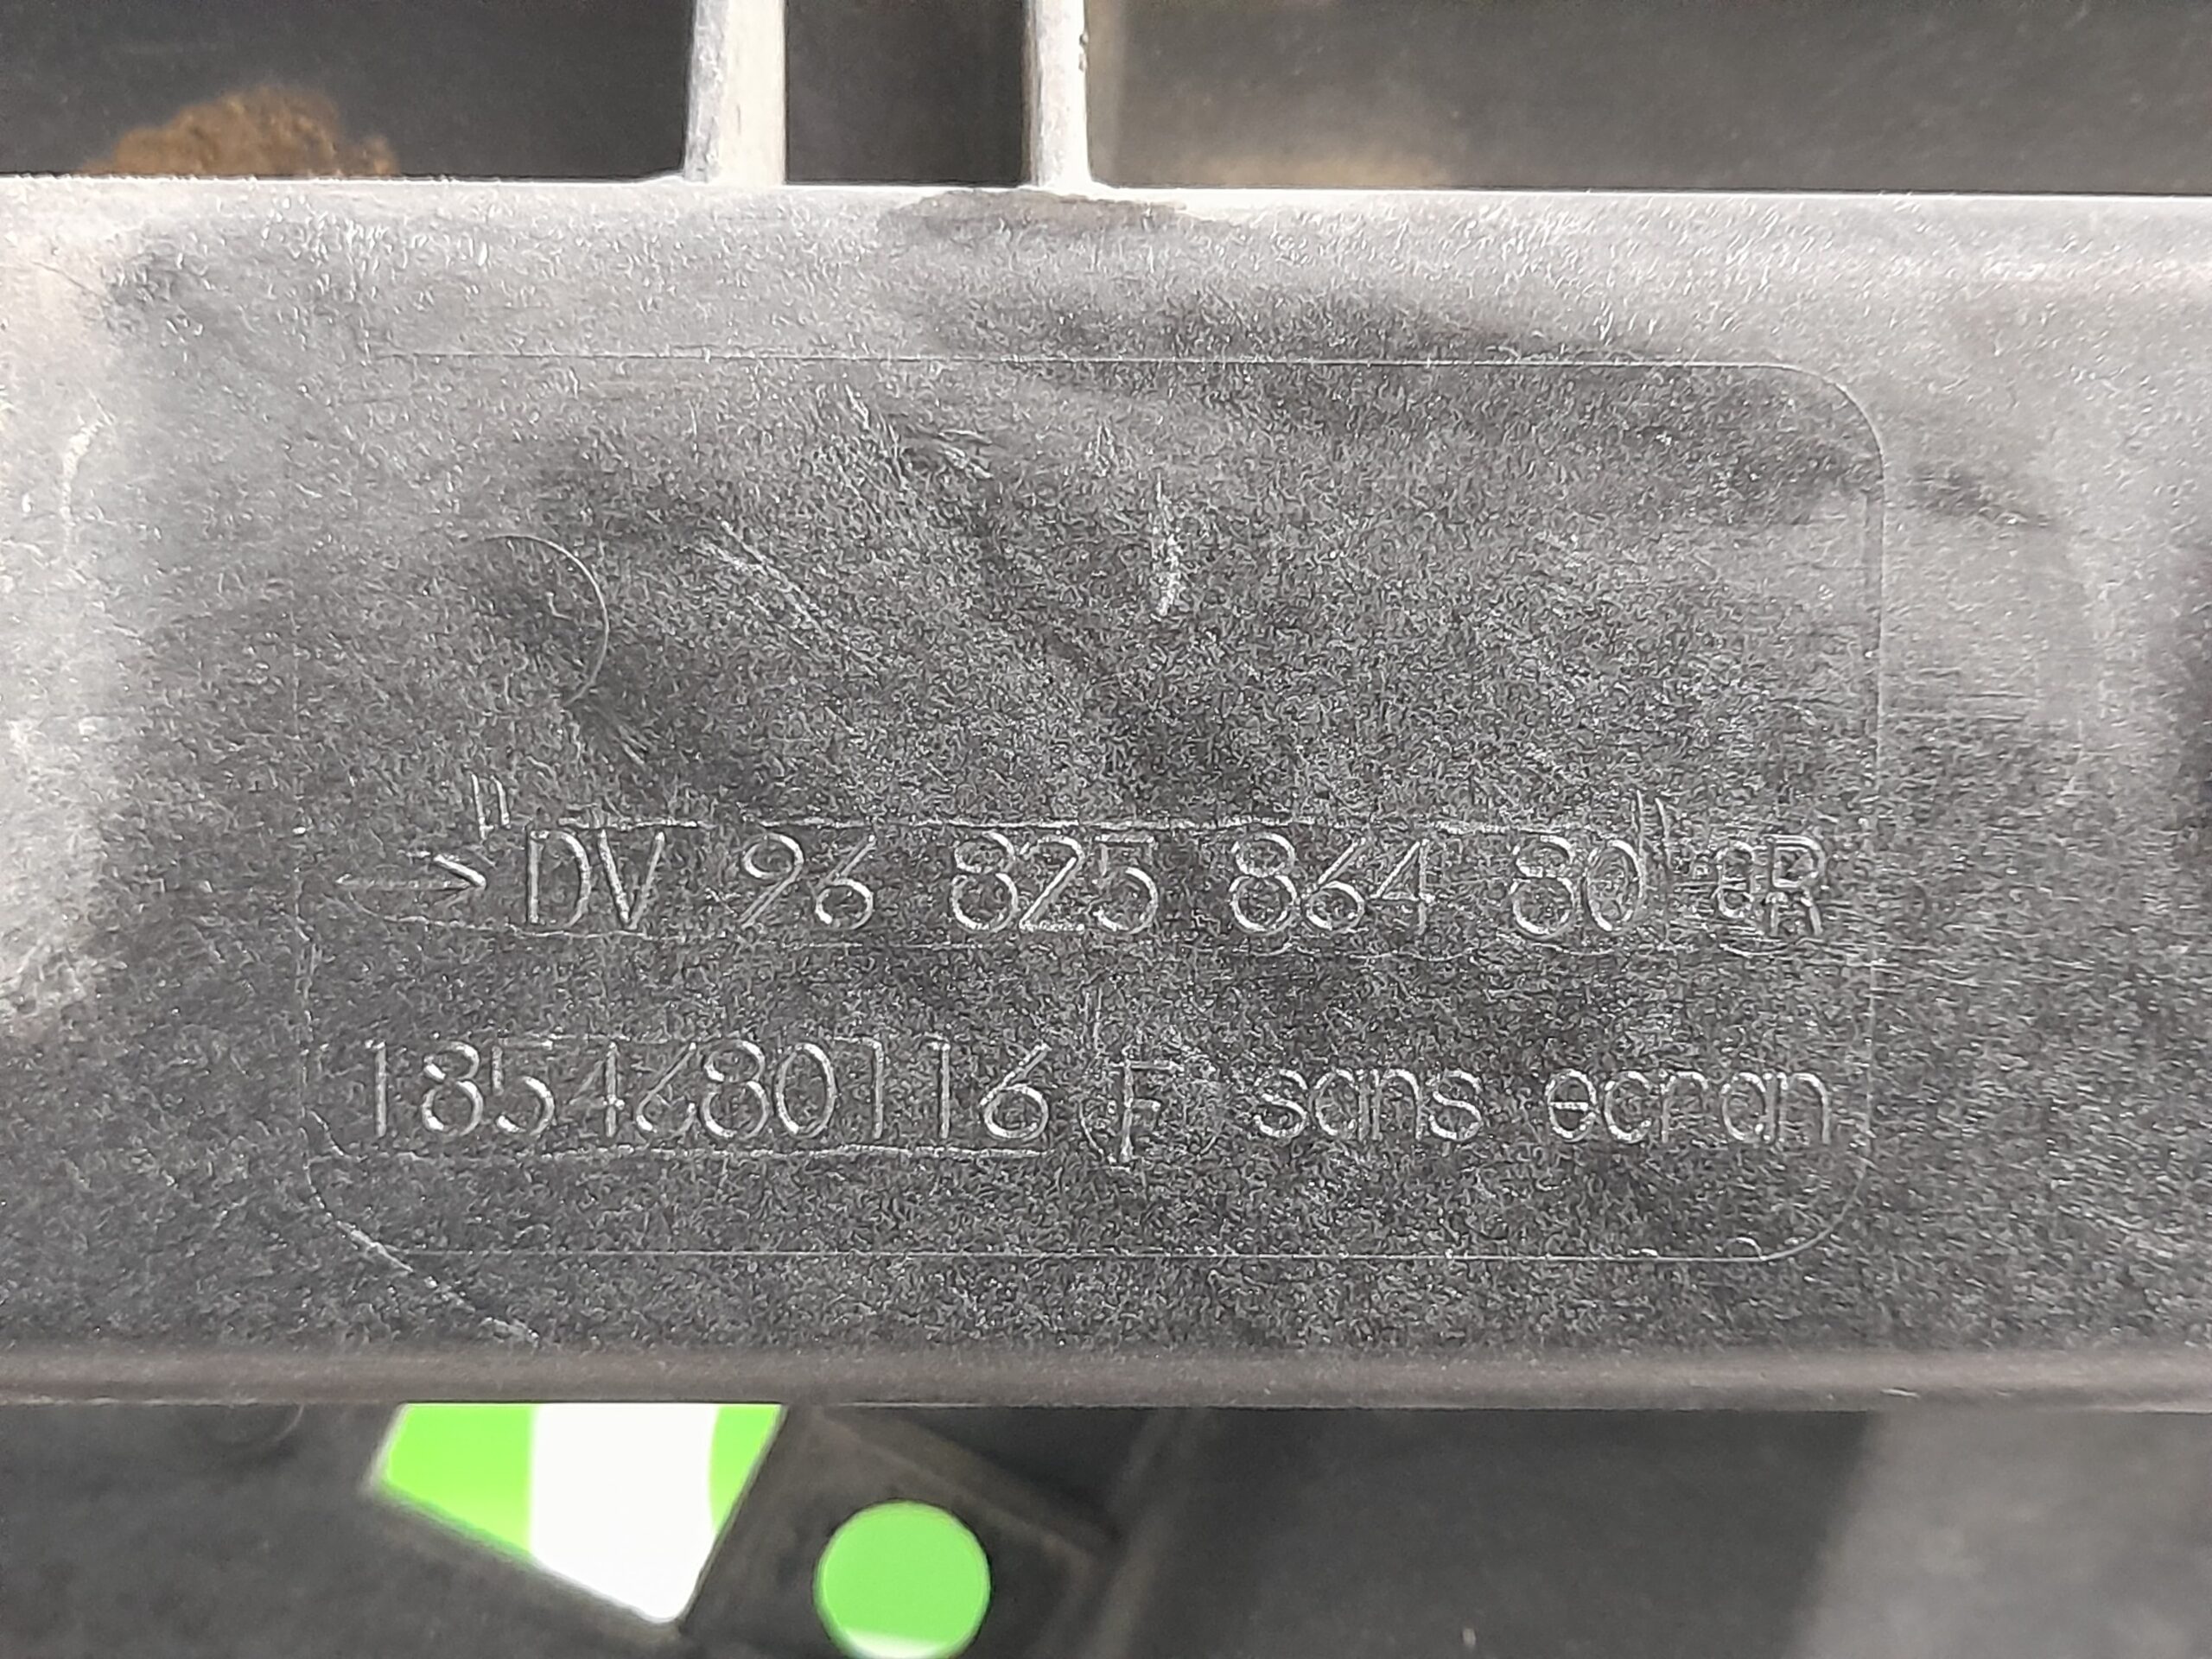 →"DV 96 825 864 80"
1854680116 F sans ecran